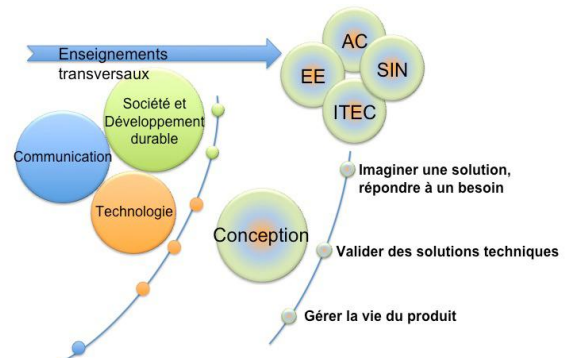 Enseignements
transversaux
AC
EE
SIN
ITEC
Société et
Développement
durable
Communication
Technologie
Conception
Imaginer une solution,
répondre à un besoin
Valider des solutions techniques
Gérer la vie du produit